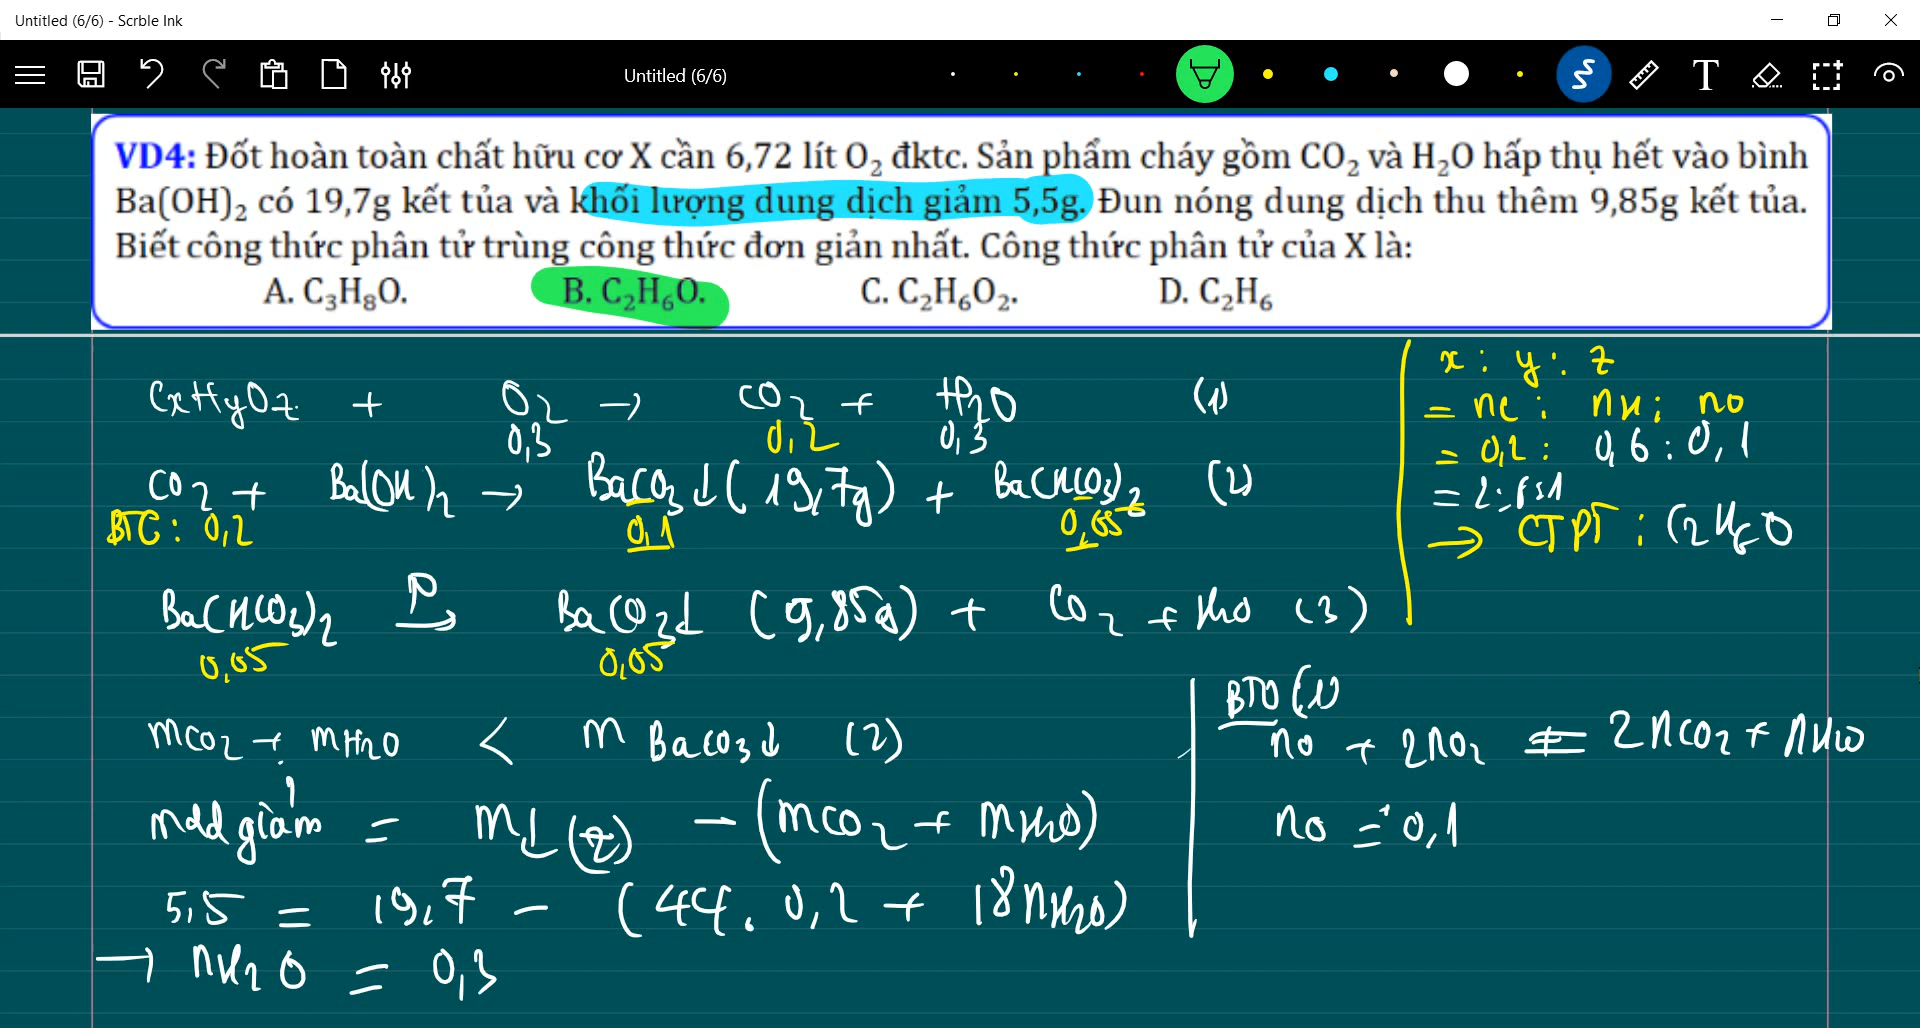 Untitled (6/6) - Scrble Ink
Untitled (6/6)
T
VD4: Đốt hoàn toàn chất hữu cơ X cần 6,72 lít O₂ đktc. Sản phẩm cháy gồm CO₂ và H₂O hấp thụ hết vào bình
Ba(OH)₂ có 19,7g kết tủa và khối lượng dung dịch giảm 5,5g. Đun nóng dung dịch thu thêm 9,85g kết tủa.
Biết công thức phân tử trùng công thức đơn giản nhất. Công thức phân tử của X là:
A. C₃H₈O. B. C₂H₆O. C. C₂H₆O₂. D. C₂H₆
CxHyOz + O₂ → CO₂ + H₂O (1)
0,3 0,2 0,3
CO₂ + Ba(OH)₂ → BaCO₃↓ (19,7g) + Ba(HCO₃)₂ (2)
BTC: 0,2 0,1 0,05
Ba(HCO₃)₂ → BaCO₃↓ (9,85g) + CO₂ + H₂O (3)
0,05 0,05
mCO₂ + mH₂O < m BaCO₃↓ (2)
mdd giảm = m↓(2) - (mCO₂ + mH₂O)
5,5 = 19,7 - (44.0,2 + 18nH₂O)
→ nH₂O = 0,3
x : y : z
= nC : nH : nO
= 0,2 : 0,6 : 0,1
= 2:6:1
→ CTPT : C₂H₆O
BTO (1)
nO + 2nO₂ = 2nCO₂ + nH₂O
nO = 0,1